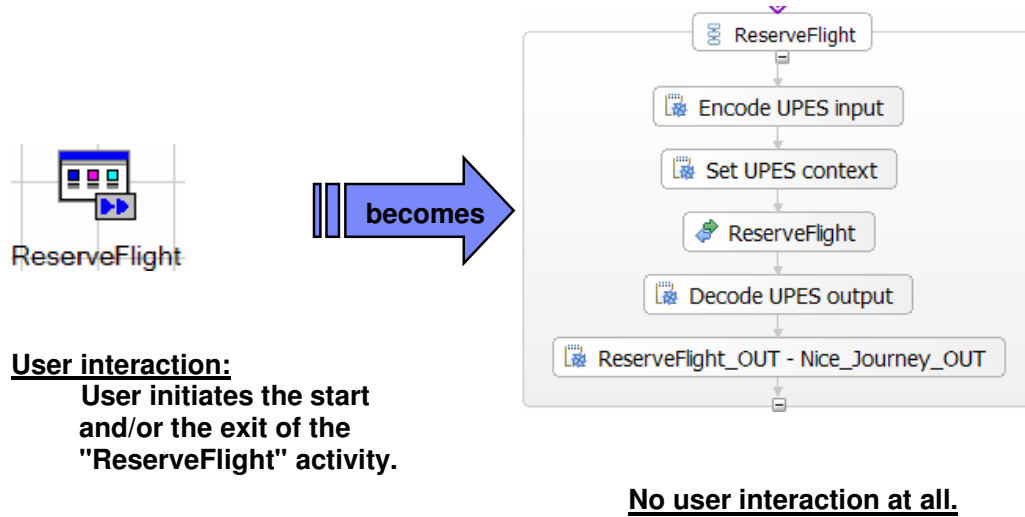 ReserveFlight
User interaction:
User initiates the start
and/or the exit of the
"ReserveFlight" activity.
becomes
ReserveFlight
Encode UPES input
Set UPES context
ReserveFlight
Decode UPES output
ReserveFlight_OUT - Nice_Journey_OUT
No user interaction at all.